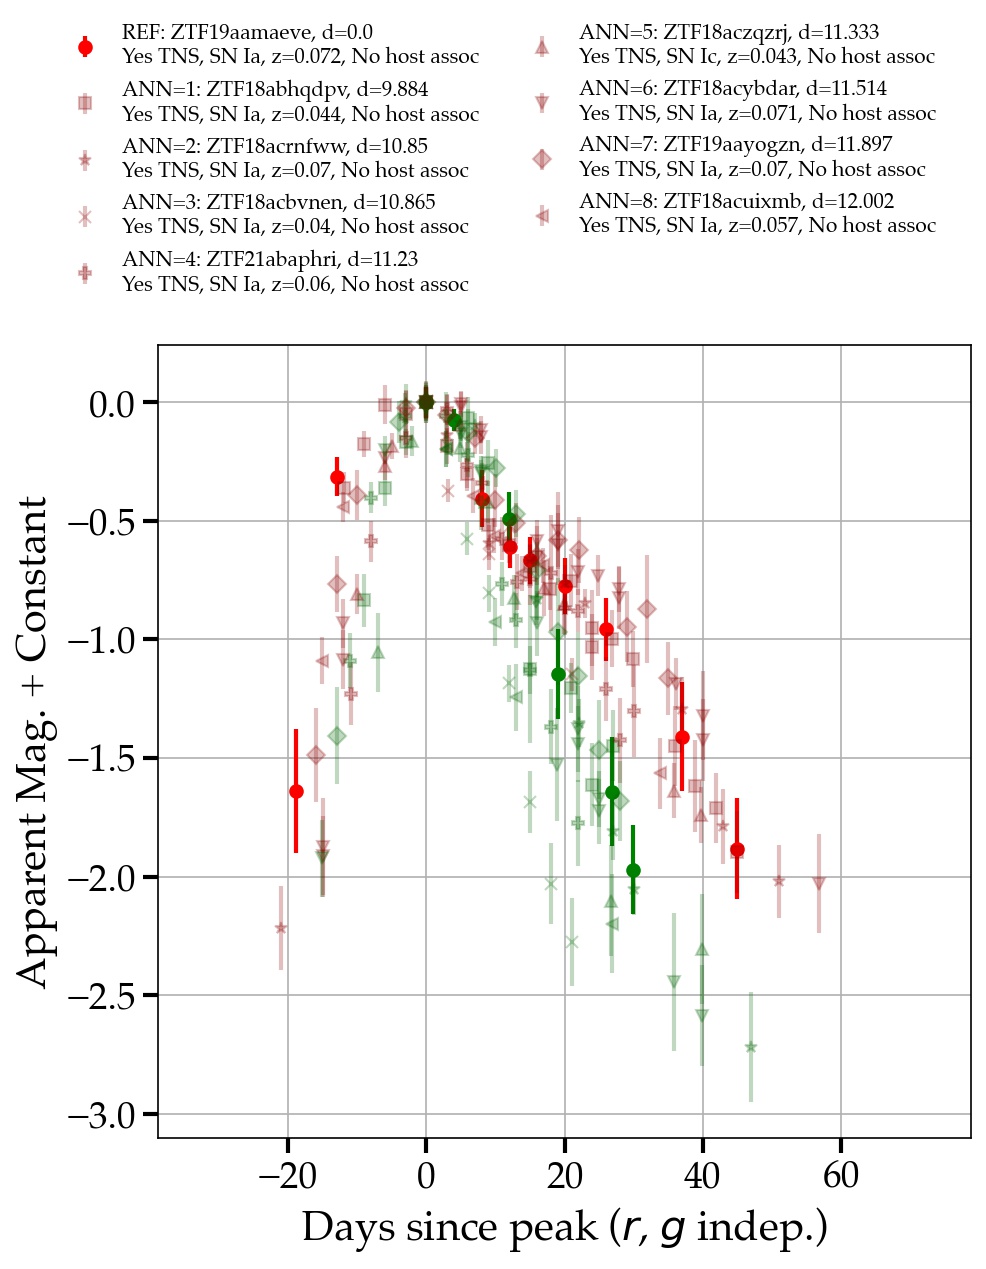 REF: ZTF19aamaeve, d=0.0
Yes TNS, SN Ia, z=0.072, No host assoc
ANN=1: ZTF18abhqdpv, d=9.884
Yes TNS, SN Ia, z=0.044, No host assoc
ANN=2: ZTF18acrnfww, d=10.85
Yes TNS, SN Ia, z=0.07, No host assoc
ANN=3: ZTF18acbvnen, d=10.865
Yes TNS, SN Ia, z=0.04, No host assoc
ANN=4: ZTF21abaphri, d=11.23
Yes TNS, SN Ia, z=0.06, No host assoc
ANN=5: ZTF18aczqzrj, d=11.333
Yes TNS, SN Ic, z=0.043, No host assoc
ANN=6: ZTF18acybdar, d=11.514
Yes TNS, SN Ia, z=0.071, No host assoc
ANN=7: ZTF19aayogzn, d=11.897
Yes TNS, SN Ia, z=0.07, No host assoc
ANN=8: ZTF18acuixmb, d=12.002
Yes TNS, SN Ia, z=0.057, No host assoc
Apparent Mag. + Constant
0.0
−0.5
−1.0
−1.5
−2.0
−2.5
−3.0
−20 0 20 40 60
Days since peak (r, g indep.)